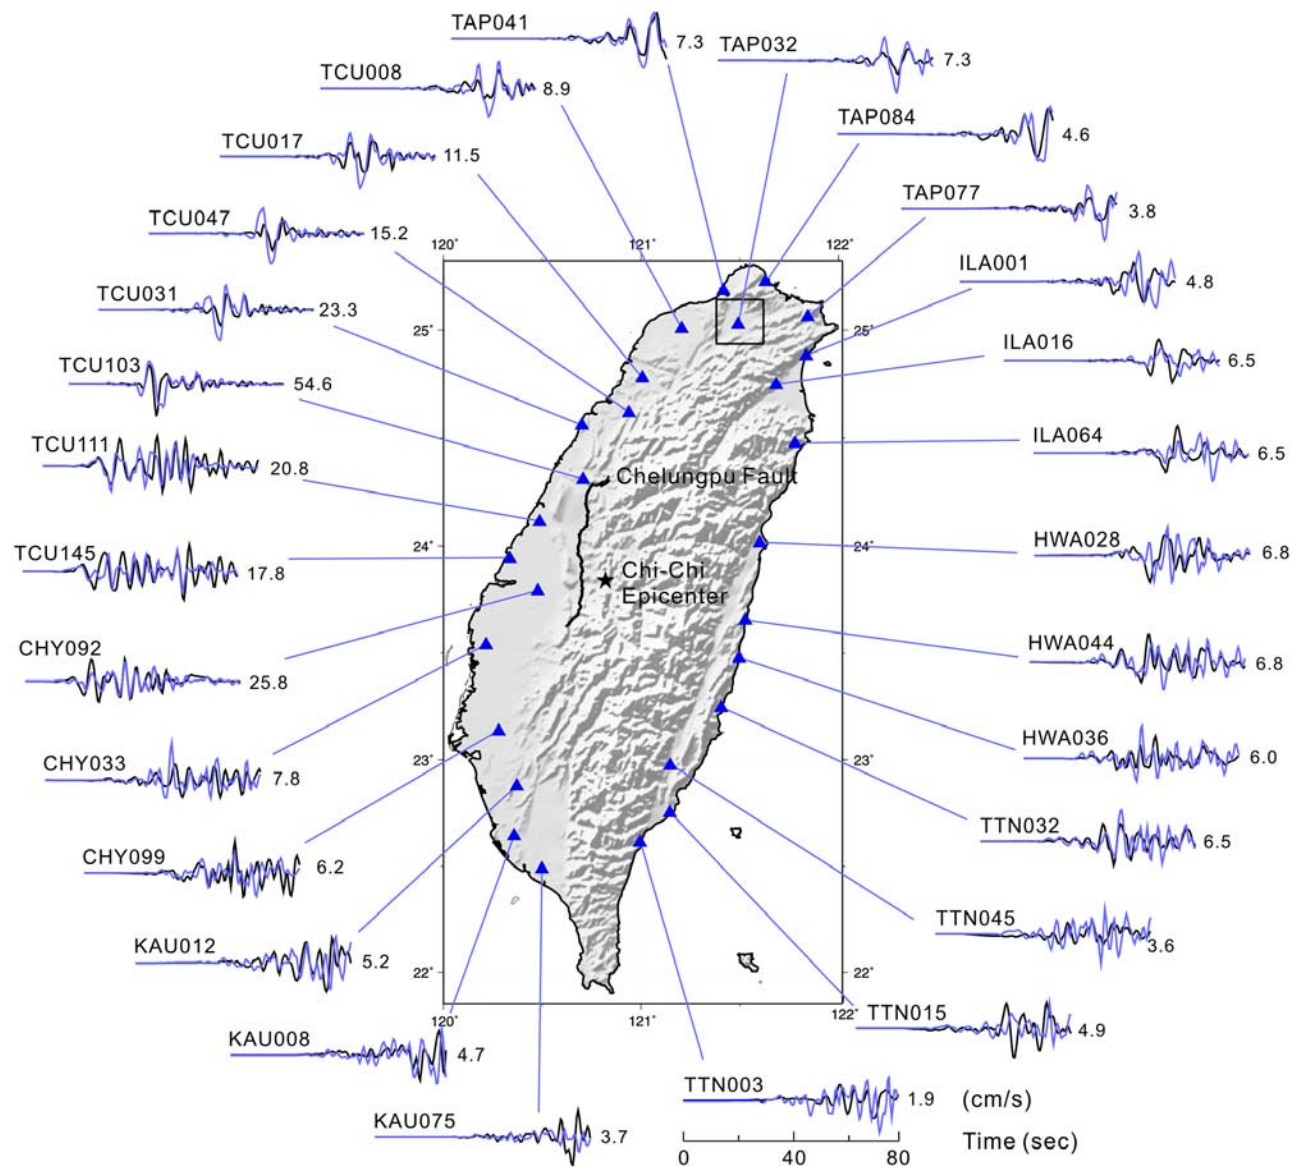 TAP041
7.3
TAP032
7.3
TCU008
8.9
TAP084
4.6
TCU017
11.5
TAP077
3.8
TCU047
15.2
120°
121°
122°
ILA001
4.8
TCU031
23.3
25°
25°
ILA016
6.5
TCU103
54.6
ILA064
6.5
TCU111
20.8
Chelungpu Fault
TCU145
17.8
24°
24°
HWA028
6.8
Chi-Chi
Epicenter
CHY092
25.8
HWA044
6.8
CHY033
7.8
23°
23°
HWA036
6.0
TTN032
6.5
CHY099
6.2
TTN045
3.6
KAU012
5.2
22°
22°
120°
121°
122°
TTN015
4.9
KAU008
4.7
TTN003
1.9
(cm/s)
KAU075
3.7
Time (sec)
0
40
80